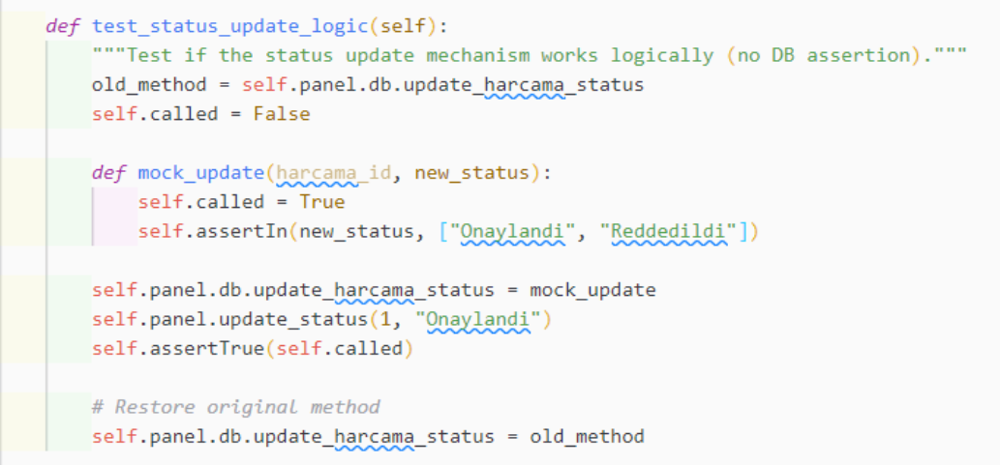 def test_status_update_logic(self):
"""Test if the status update mechanism works logically (no DB assertion)."""
old_method = self.panel.db.update_harcama_status
self.called = False
def mock_update(harcama_id, new_status):
self.called = True
self.assertIn(new_status, ["Onaylandi", "Reddedildi"])
self.panel.db.update_harcama_status = mock_update
self.panel.update_status(1, "Onaylandi")
self.assertTrue(self.called)
# Restore original method
self.panel.db.update_harcama_status = old_method